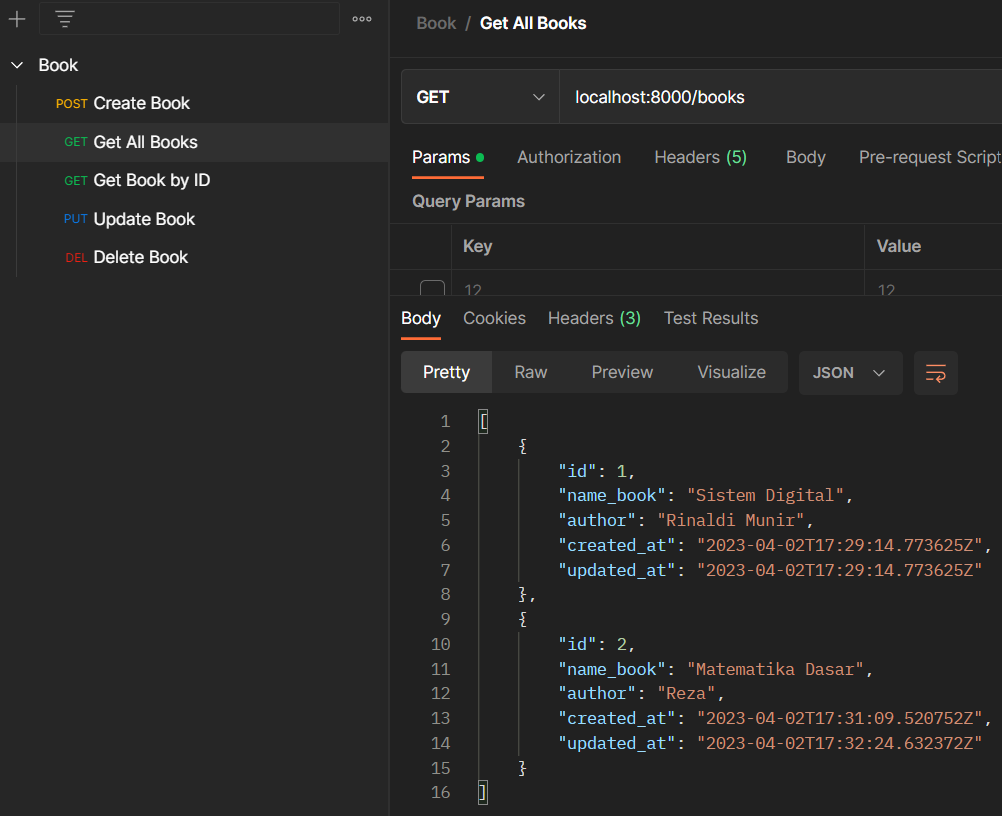 Book
POST Create Book
GET Get All Books
GET Get Book by ID
PUT Update Book
DEL Delete Book
Book / Get All Books
GET localhost:8000/books
Params Authorization Headers (5) Body Pre-request Script
Query Params
Key Value
12 12
Body Cookies Headers (3) Test Results
Pretty Raw Preview Visualize JSON
1 [
2 {
3 "id": 1,
4 "name_book": "Sistem Digital",
5 "author": "Rinaldi Munir",
6 "created_at": "2023-04-02T17:29:14.773625Z",
7 "updated_at": "2023-04-02T17:29:14.773625Z"
8 },
9 {
10 "id": 2,
11 "name_book": "Matematika Dasar",
12 "author": "Reza",
13 "created_at": "2023-04-02T17:31:09.520752Z",
14 "updated_at": "2023-04-02T17:32:24.632372Z"
15 }
16 ]